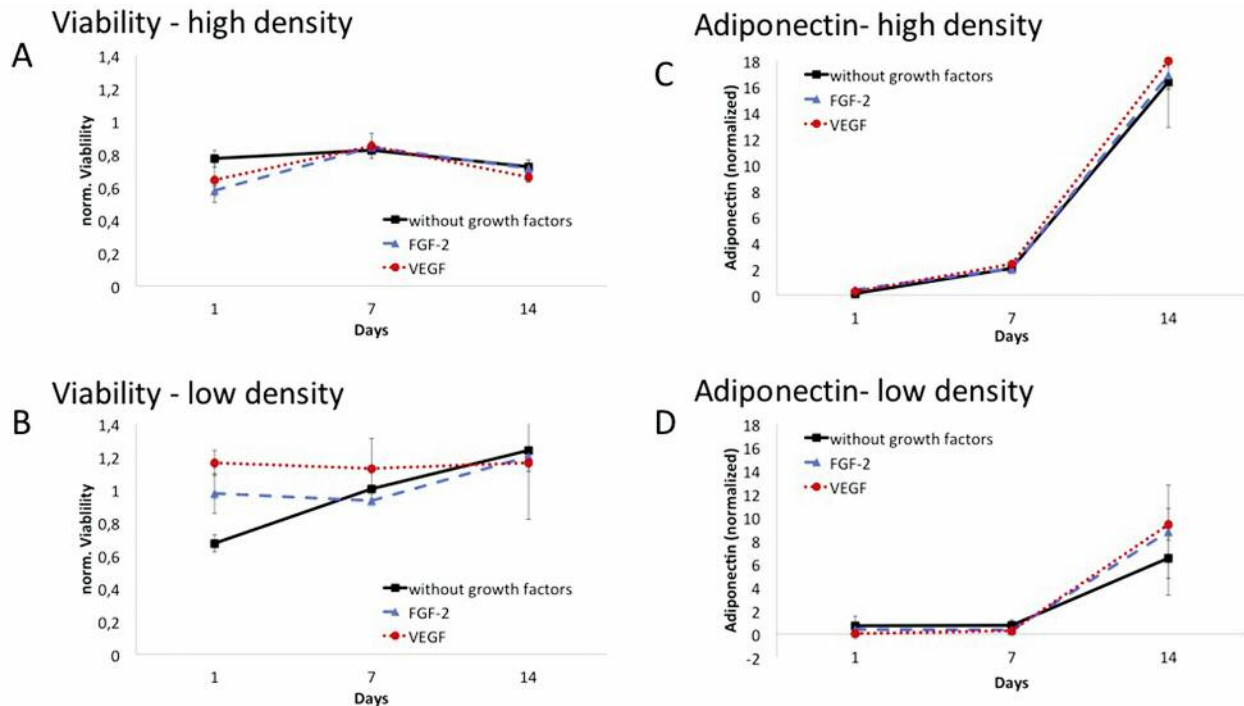 Viability - high density
A
1,4
1,2
1
0,8
0,6
0,4
0,2
0
norm. Viablility
without growth factors
FGF-2
VEGF
1 7 14
Days
Adiponectin- high density
C
18
16
14
12
10
8
6
4
2
0
Adiponectin (normalized)
without growth factors
FGF-2
VEGF
1 7 14
Days
Viability - low density
B
1,4
1,2
1
0,8
0,6
0,4
0,2
0
norm. Viablility
without growth factors
FGF-2
VEGF
1 7 14
Days
Adiponectin- low density
D
18
16
14
12
10
8
6
4
2
0
-2
Adiponectin (normalized)
without growth factors
FGF-2
VEGF
1 7 14
Days